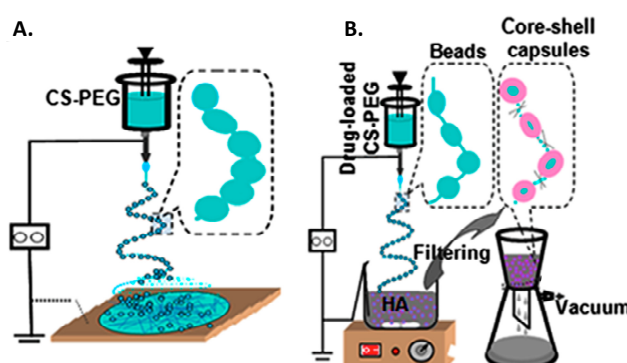 A.
CS-PEG
B.
Drug-loaded
CS-PEG
Beads
Core-shell
capsules
Filtering
HA
Vacuum